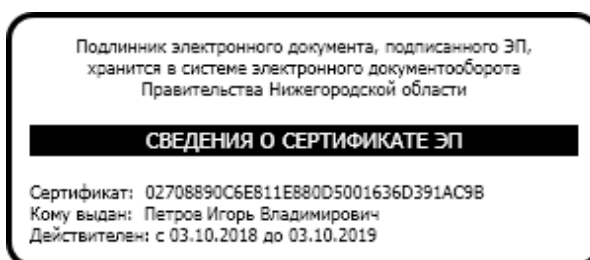 Подлинник электронного документа, подписанного ЭП,
хранится в системе электронного документооборота
Правительства Нижегородской области
СВЕДЕНИЯ О СЕРТИФИКАТЕ ЭП
Сертификат: 02708890C6E811E880D5001636D391AC9B
Кому выдан: Петров Игорь Владимирович
Действителен: с 03.10.2018 до 03.10.2019